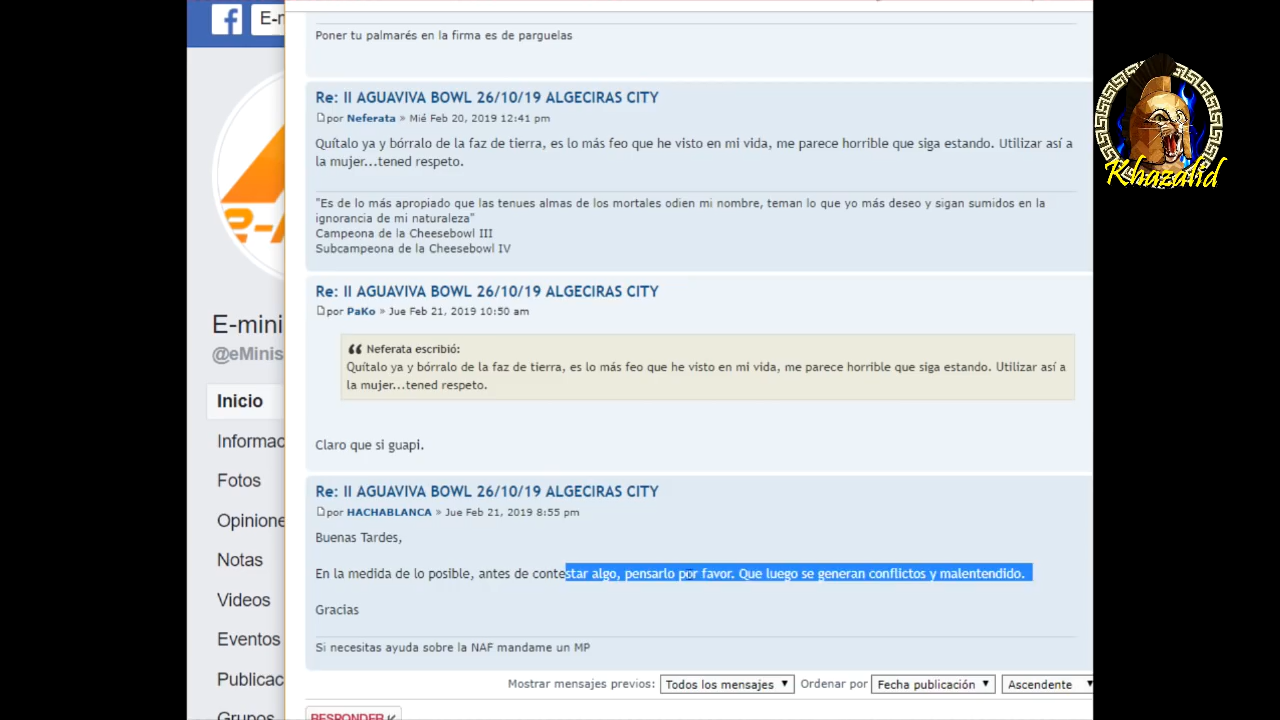 E-m
Poner tu palmarés en la firma es de parguelas
Re: II AGUAVIVA BOWL 26/10/19 ALGECIRAS CITY
por Neferata » Mié Feb 20, 2019 12:41 pm
Quítalo ya y bórralo de la faz de tierra, es lo más feo que he visto en mi vida, me parece horrible que siga estando. Utilizar así a
la mujer...tened respeto.
"Es de lo más apropiado que las tenues almas de los mortales odien mi nombre, teman lo que yo más deseo y sigan sumidos en la
ignorancia de mi naturaleza"
Campeona de la Cheesebowl III
Subcampeona de la Cheesebowl IV
Re: II AGUAVIVA BOWL 26/10/19 ALGECIRAS CITY
por PaKo » Jue Feb 21, 2019 10:50 am
Neferata escribió:
Quítalo ya y bórralo de la faz de tierra, es lo más feo que he visto en mi vida, me parece horrible que siga estando. Utilizar así a
la mujer...tened respeto.
Claro que si guapi.
Re: II AGUAVIVA BOWL 26/10/19 ALGECIRAS CITY
por HACHABLANCA » Jue Feb 21, 2019 8:55 pm
Buenas Tardes,
En la medida de lo posible, antes de contestar algo, pensarlo por favor. Que luego se generan conflictos y malentendido.
Gracias
Si necesitas ayuda sobre la NAF mandame un MP
Mostrar mensajes previos: Todos los mensajes Ordenar por Fecha publicación Ascendente
RESPONDER
E-mini
@eMinis
Inicio
Informac
Fotos
Opinione
Notas
Videos
Eventos
Publicac
Grupos
Khazalid